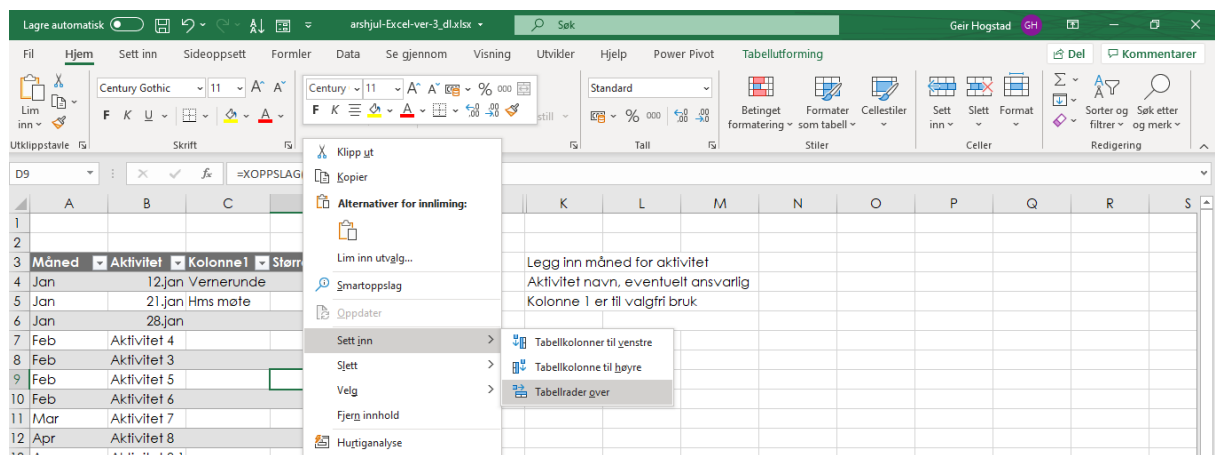 Lagre automatisk arshjul-Excel-ver-3_dl.xlsx Søk Geir Hogstad GH
Fil Hjem Sett inn Sideoppsett Formler Data Se gjennom Visning Utvikler Hjelp Power Pivot Tabellutforming Del Kommentarer
Lim inn
Century Gothic 11 A^ A˅
F K U A
Century 11 A^ A˅ % 000
F K A
still
Standard
% 000
Betinget formatering Formater som tabell Cellestiler
Sett inn Slett Format
Sorter og filtrer Søk etter og merk
Utklippstavle Skrift Tall Stiler Celler Redigering
D9 fx =XOPPSLAG(
A B C K L M N O P Q R S
1
2
3 Måned Aktivitet Kolonne1 Større Legg inn måned for aktivitet
4 Jan 12.jan Vernerunde Aktivitet navn, eventuelt ansvarlig
5 Jan 21.jan Hms møte Kolonne 1 er til valgfri bruk
6 Jan 28.jan
7 Feb Aktivitet 4
8 Feb Aktivitet 3
9 Feb Aktivitet 5
10 Feb Aktivitet 6
11 Mar Aktivitet 7
12 Apr Aktivitet 8
Klipp ut
Kopier
Alternativer for innliming:
Lim inn utvalg...
Smartoppslag
Oppdater
Sett inn
Slett
Velg
Fjern innhold
Hurtiganalyse
Tabellkolonner til venstre
Tabellkolonne til høyre
Tabellrader over